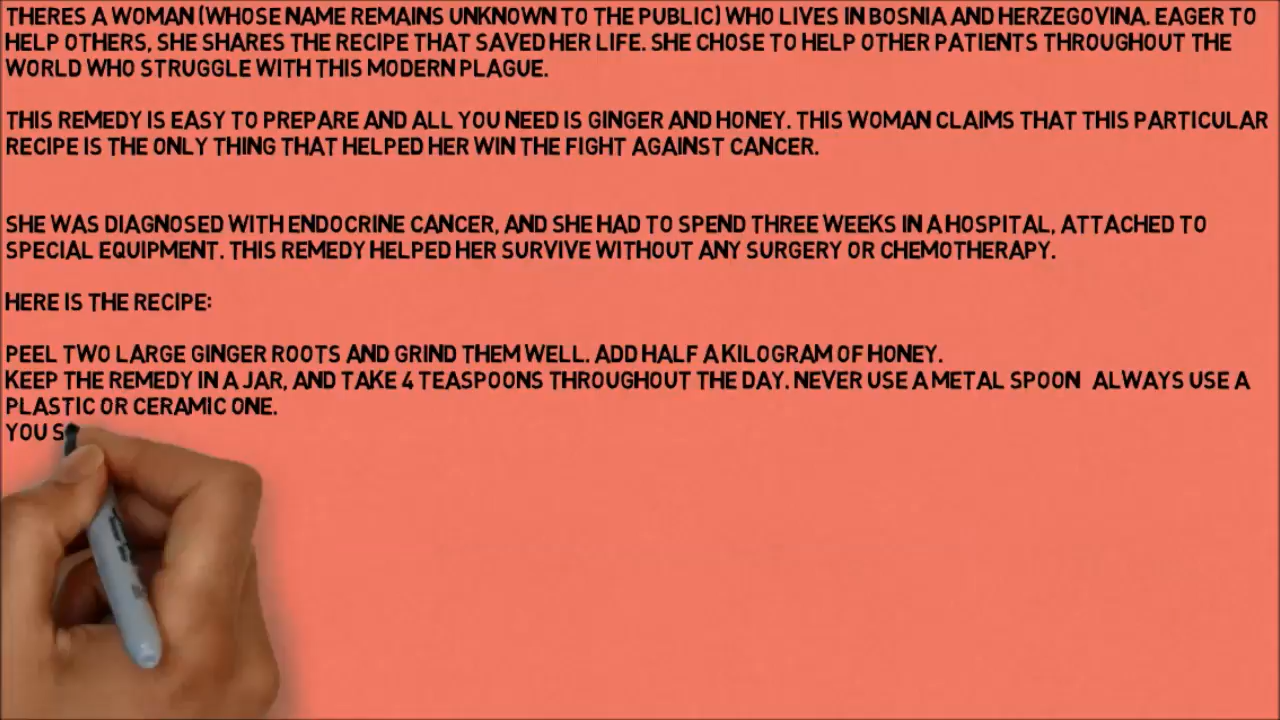 THERES A WOMAN (WHOSE NAME REMAINS UNKNOWN TO THE PUBLIC) WHO LIVES IN BOSNIA AND HERZEGOVINA. EAGER TO
HELP OTHERS, SHE SHARES THE RECIPE THAT SAVED HER LIFE. SHE CHOSE TO HELP OTHER PATIENTS THROUGHOUT THE
WORLD WHO STRUGGLE WITH THIS MODERN PLAGUE.
THIS REMEDY IS EASY TO PREPARE AND ALL YOU NEED IS GINGER AND HONEY. THIS WOMAN CLAIMS THAT THIS PARTICULAR
RECIPE IS THE ONLY THING THAT HELPED HER WIN THE FIGHT AGAINST CANCER.
SHE WAS DIAGNOSED WITH ENDOCRINE CANCER, AND SHE HAD TO SPEND THREE WEEKS IN A HOSPITAL, ATTACHED TO
SPECIAL EQUIPMENT. THIS REMEDY HELPED HER SURVIVE WITHOUT ANY SURGERY OR CHEMOTHERAPY.
HERE IS THE RECIPE:
PEEL TWO LARGE GINGER ROOTS AND GRIND THEM WELL. ADD HALF A KILOGRAM OF HONEY.
KEEP THE REMEDY IN A JAR, AND TAKE 4 TEASPOONS THROUGHOUT THE DAY. NEVER USE A METAL SPOON ALWAYS USE A
PLASTIC OR CERAMIC ONE.
YOU S